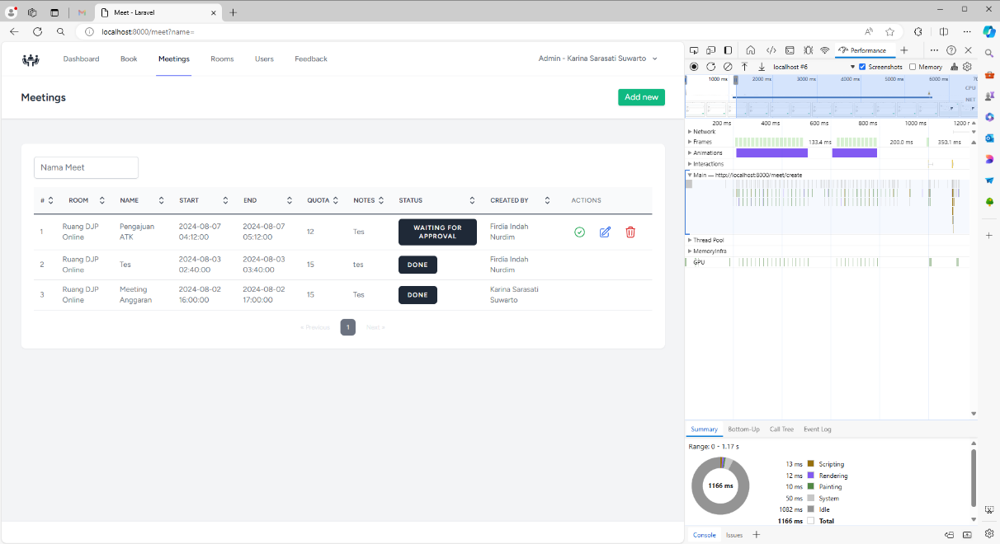 Meet - Laravel
localhost:8000/meet?name=
Dashboard Book Meetings Rooms Users Feedback Admin - Karina Sarasati Suwarto
Meetings Add new
Nama Meet
# ROOM NAME START END QUOTA NOTES STATUS CREATED BY ACTIONS
1 Ruang DJP Online Pengajuan ATK 2024-08-07 04:12:00 2024-08-07 05:12:00 12 Tes WAITING FOR APPROVAL Firdia Indah Nurdim
2 Ruang DJP Online Tes 2024-08-03 02:40:00 2024-08-03 03:40:00 15 tes DONE Firdia Indah Nurdim
3 Ruang DJP Online Meeting Anggaran 2024-08-02 16:00:00 2024-08-02 17:00:00 15 Tes DONE Karina Sarasati Suwarto
« Previous 1 Next »
Performance
localhost #6 Screenshots Memory
1000 ms 2000 ms 3000 ms 4000 ms 5000 ms 6000 ms
CPU
NET
200 ms 400 ms 600 ms 800 ms 1000 ms 1200 r
Network
Frames 133.4 ms 200.0 ms 350.1 ms
Animations
Interactions
Main — http://localhost:8000/meet/create
Thread Pool
MemoryInfra
GPU
Summary Bottom-Up Call Tree Event Log
Range: 0 - 1.17 s
1166 ms
13 ms Scripting
12 ms Rendering
10 ms Painting
50 ms System
1082 ms Idle
1166 ms Total
Console Issues